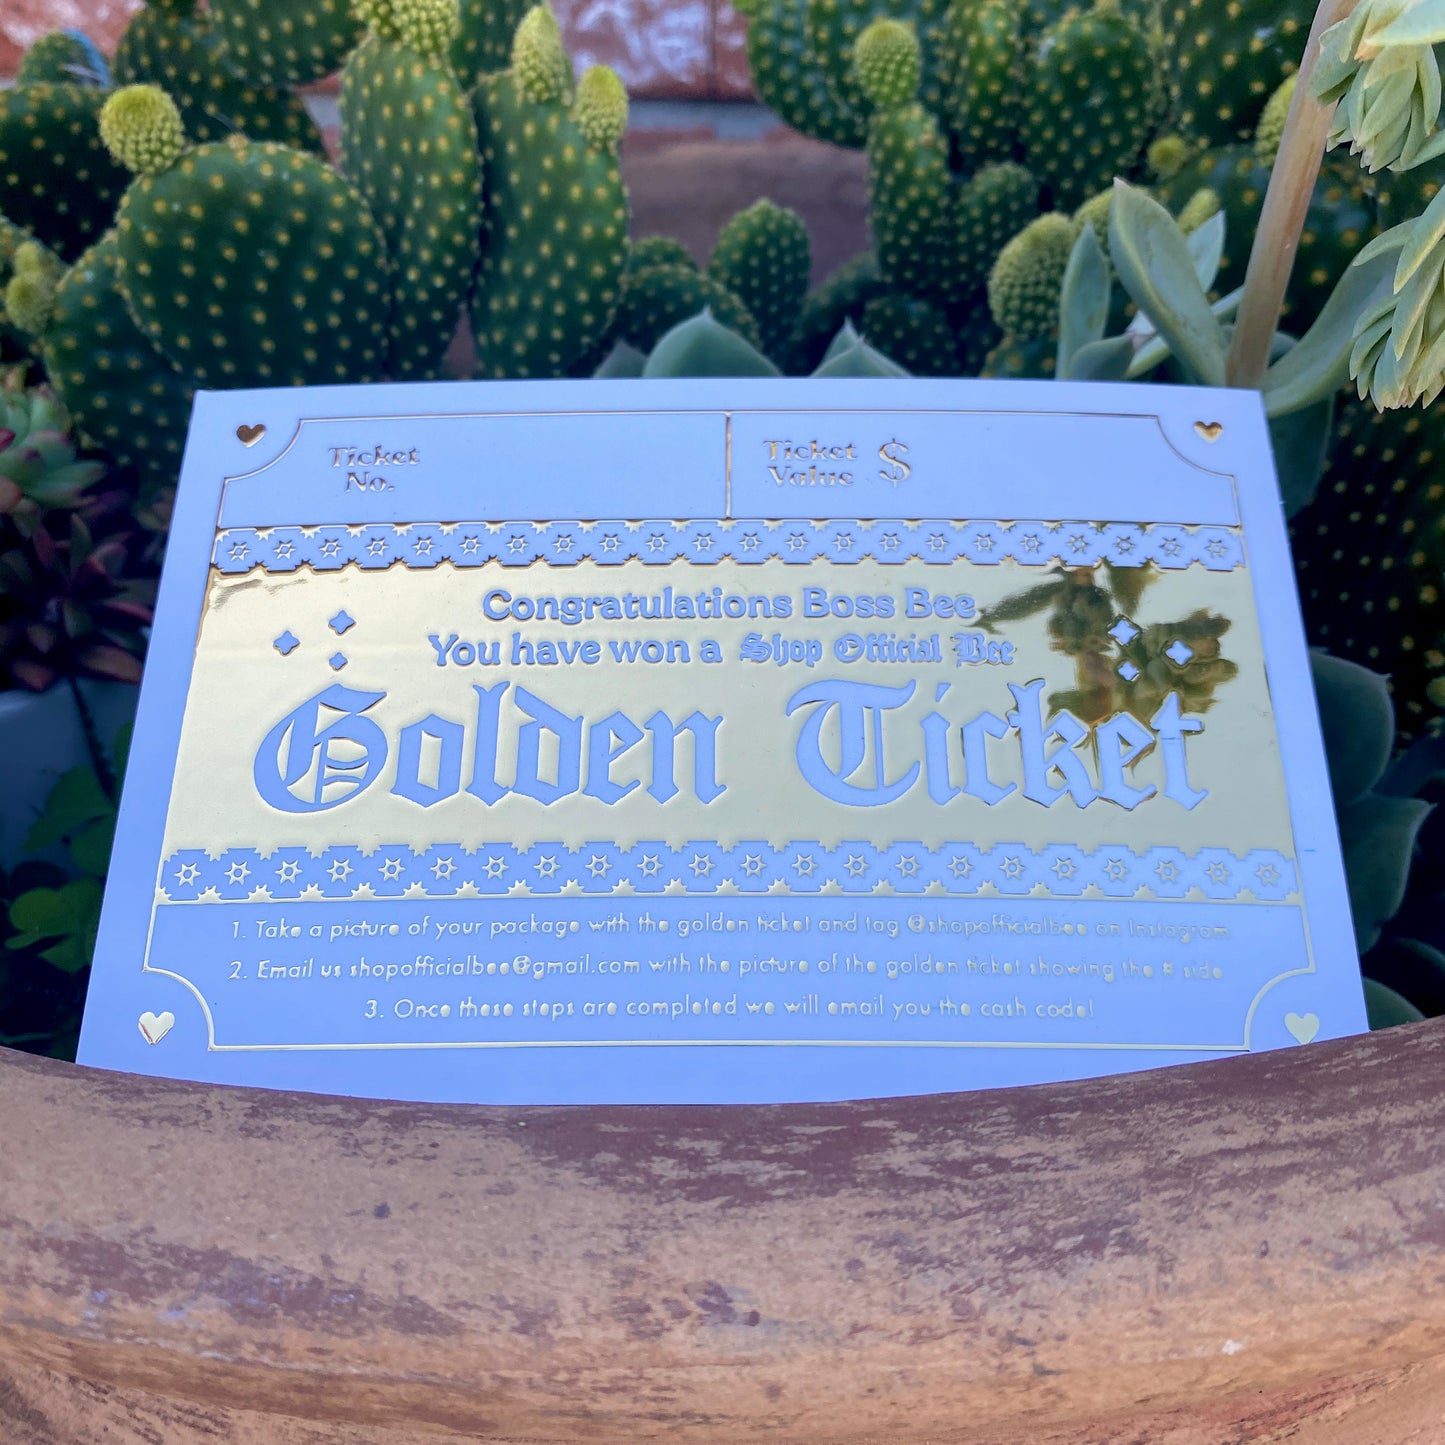 Ticket No.
Ticket Value $
Congratulations Boss Bee
You have won a Shop Official Bee
Golden Ticket
1. Take a picture of your package with the golden ticket and tag @shopofficialbee on Instagram
2. Email us shopofficialbee@gmail.com with the picture of the golden ticket showing the # side
3. Once these steps are completed we will email you the cash code!